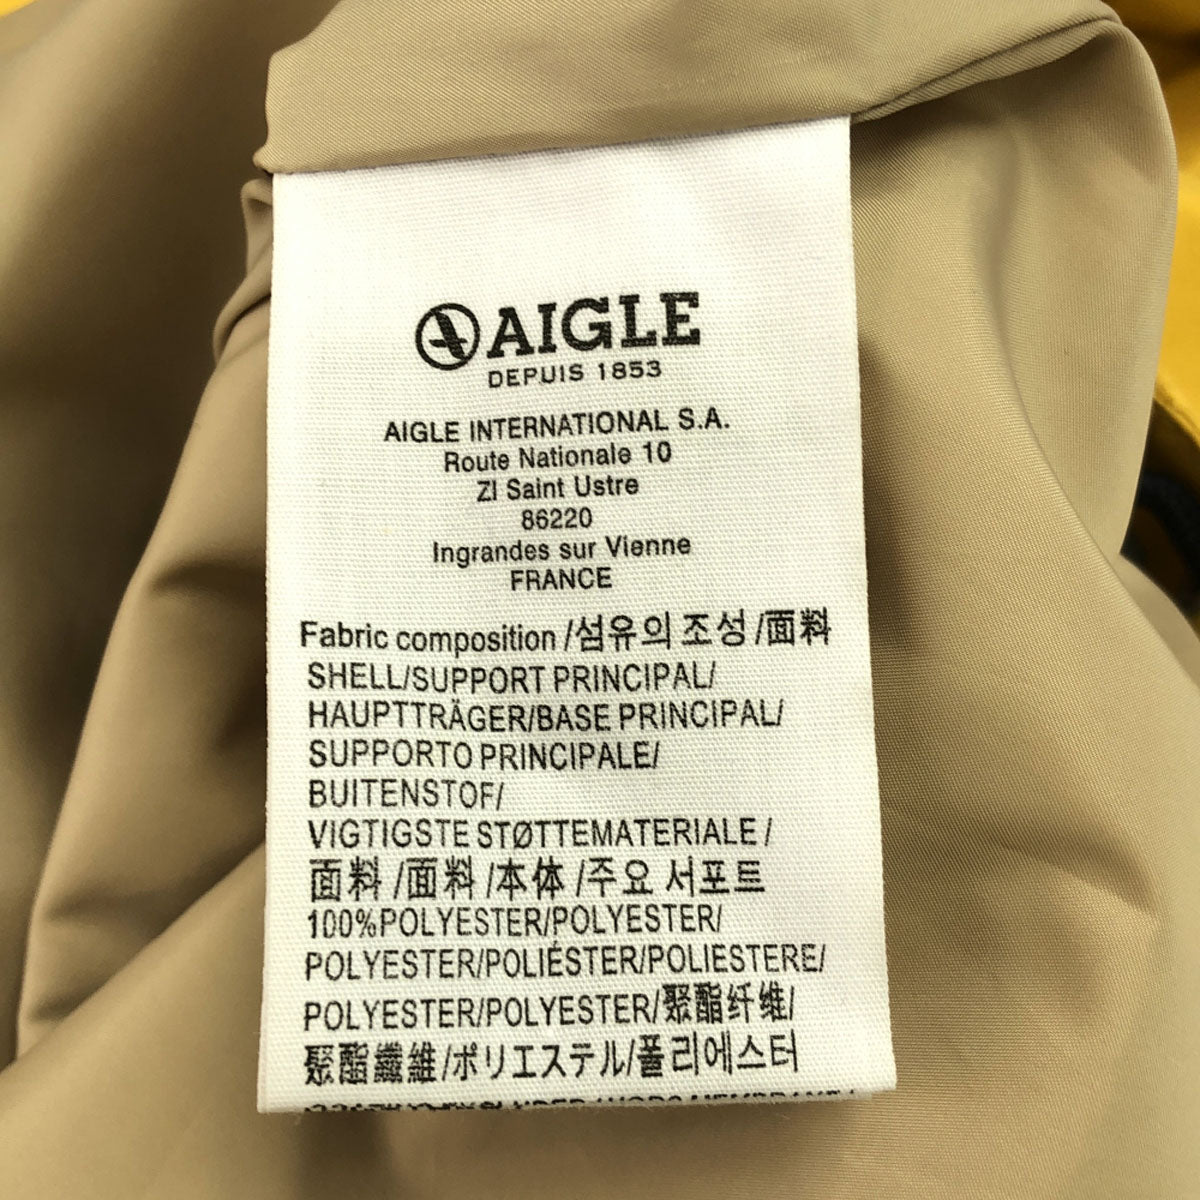 AIGLE
DEPUIS 1853
AIGLE INTERNATIONAL S.A.
Route Nationale 10
ZI Saint Ustre
86220
Ingrandes sur Vienne
FRANCE
Fabric composition /섬유의 조성 /面料
SHELL/SUPPORT PRINCIPAL/
HAUPTTRÄGER/BASE PRINCIPAL/
SUPPORTO PRINCIPALE/
BUITENSTOF/
VIGTIGSTE STØTTEMATERIALE /
面料 /面料 /本体 /주요 서포트
100%POLYESTER/POLYESTER/
POLYESTER/POLIÉSTER/POLIESTERE/
POLYESTER/POLYESTER/聚酯纤维/
聚酯纖維/ポリエステル/폴리에스터